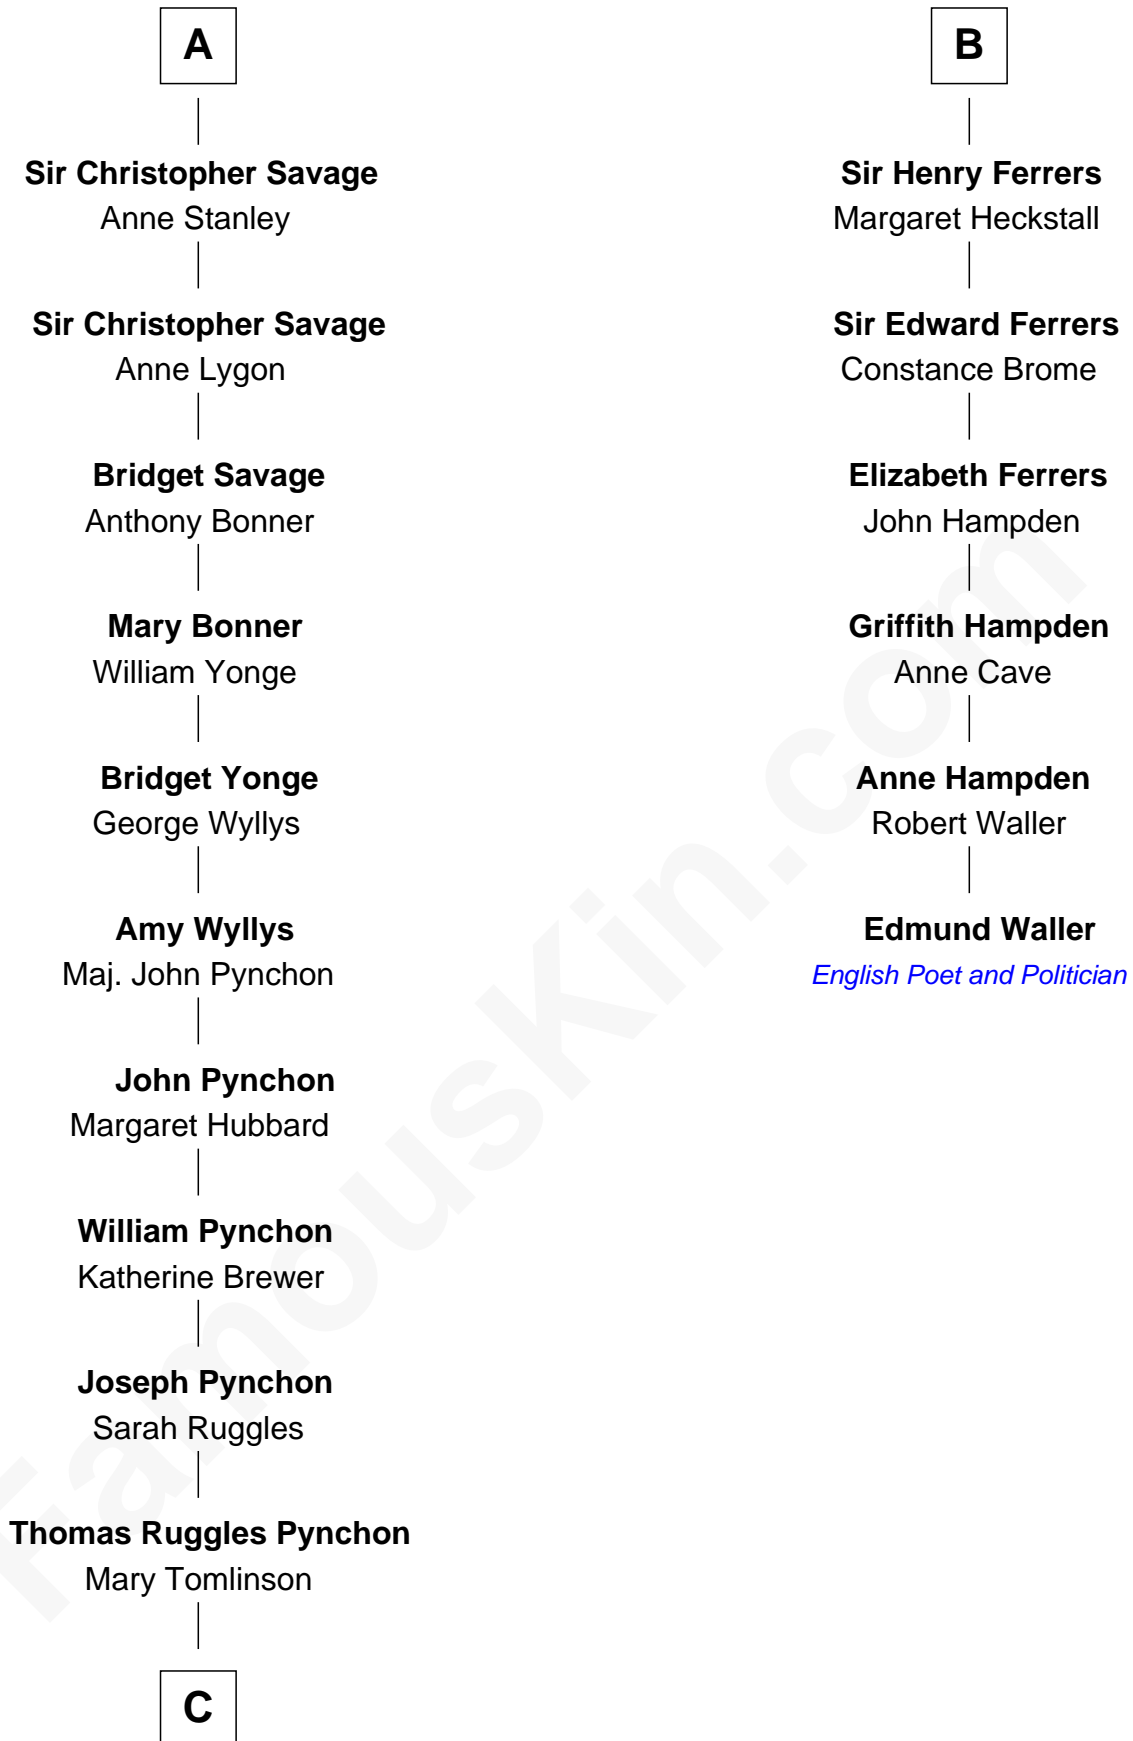 A
Sir Christopher Savage
Anne Stanley
Sir Christopher Savage
Anne Lygon
Bridget Savage
Anthony Bonner
Mary Bonner
William Yonge
Bridget Yonge
George Wyllys
Amy Wyllys
Maj. John Pynchon
John Pynchon
Margaret Hubbard
William Pynchon
Katherine Brewer
Joseph Pynchon
Sarah Ruggles
Thomas Ruggles Pynchon
Mary Tomlinson
C
B
Sir Henry Ferrers
Margaret Heckstall
Sir Edward Ferrers
Constance Brome
Elizabeth Ferrers
John Hampden
Griffith Hampden
Anne Cave
Anne Hampden
Robert Waller
Edmund Waller
English Poet and Politician
FamousKin.com